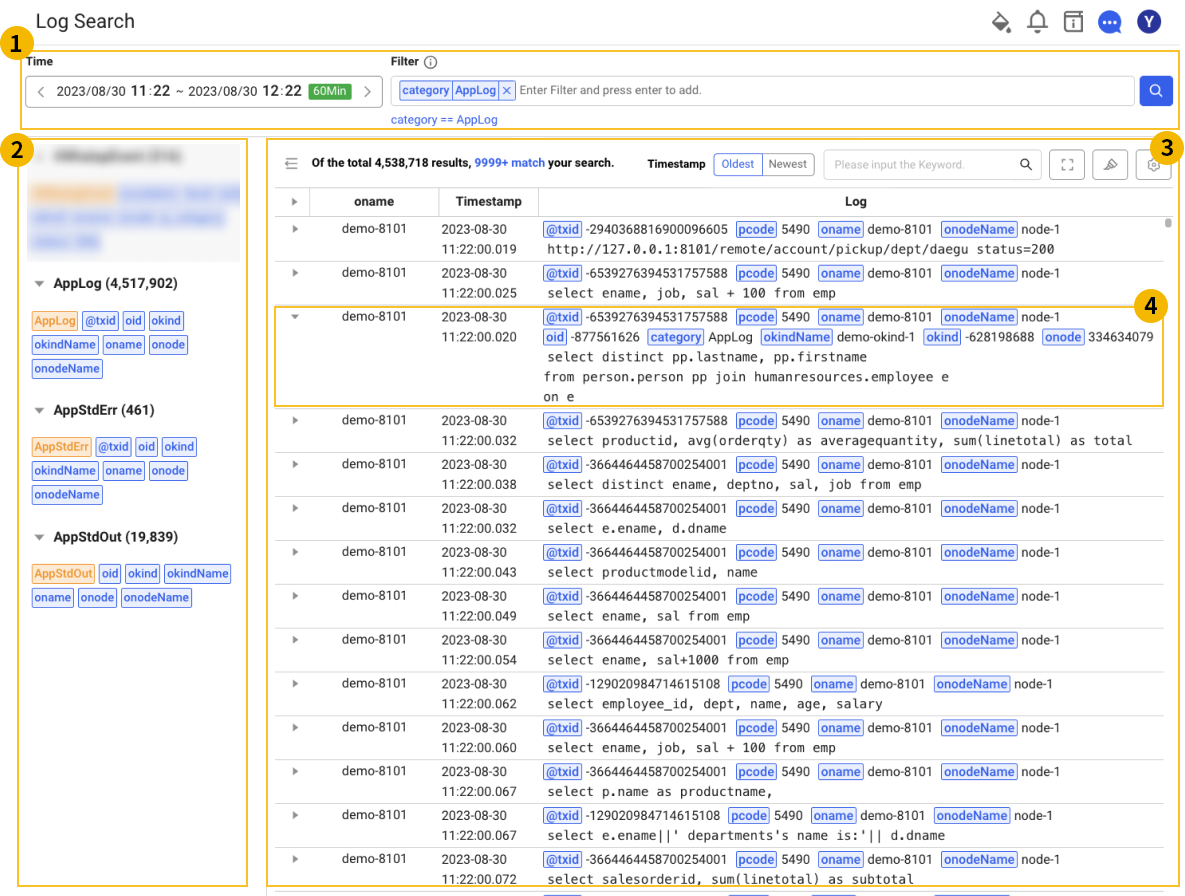 Log Search
Y
1
Time
Filter
2023/08/30 11:22 ~ 2023/08/30 12:22 60Min
category AppLog × Enter Filter and press enter to add.
category == AppLog
2
AppLog (4,517,902)
AppLog @txid oid okind
okindName oname onode
onodeName
AppStdErr (461)
AppStdErr @txid oid okind
okindName oname onode
onodeName
AppStdOut (19,839)
AppStdOut oid okind okindName
oname onode onodeName
3
Of the total 4,538,718 results, 9999+ match your search.
Timestamp Oldest Newest
Please input the Keyword.
oname Timestamp Log
demo-8101 2023-08-30 @txid -2940368816900096605 pcode 5490 oname demo-8101 onodeName node-1
11:22:00.019 http://127.0.0.1:8101/remote/account/pickup/dept/daegu status=200
demo-8101 2023-08-30 @txid -6539276394531757588 pcode 5490 oname demo-8101 onodeName node-1
11:22:00.025 select ename, job, sal + 100 from emp
4
demo-8101 2023-08-30 @txid -6539276394531757588 pcode 5490 oname demo-8101 onodeName node-1
11:22:00.020 oid -877561626 category AppLog okindName demo-okind-1 okind -628198688 onode 334634079
select distinct pp.lastname, pp.firstname
from person.person pp join humanresources.employee e
on e
demo-8101 2023-08-30 @txid -6539276394531757588 pcode 5490 oname demo-8101 onodeName node-1
11:22:00.032 select productid, avg(orderqty) as averagequantity, sum(linetotal) as total
demo-8101 2023-08-30 @txid -3664464458700254001 pcode 5490 oname demo-8101 onodeName node-1
11:22:00.038 select distinct ename, deptno, sal, job from emp
demo-8101 2023-08-30 @txid -3664464458700254001 pcode 5490 oname demo-8101 onodeName node-1
11:22:00.032 select e.ename, d.dname
demo-8101 2023-08-30 @txid -3664464458700254001 pcode 5490 oname demo-8101 onodeName node-1
11:22:00.043 select productmodelid, name
demo-8101 2023-08-30 @txid -3664464458700254001 pcode 5490 oname demo-8101 onodeName node-1
11:22:00.049 select ename, sal from emp
demo-8101 2023-08-30 @txid -3664464458700254001 pcode 5490 oname demo-8101 onodeName node-1
11:22:00.054 select ename, sal+1000 from emp
demo-8101 2023-08-30 @txid -129020984714615108 pcode 5490 oname demo-8101 onodeName node-1
11:22:00.062 select employee_id, dept, name, age, salary
demo-8101 2023-08-30 @txid -3664464458700254001 pcode 5490 oname demo-8101 onodeName node-1
11:22:00.060 select ename, job, sal + 100 from emp
demo-8101 2023-08-30 @txid -3664464458700254001 pcode 5490 oname demo-8101 onodeName node-1
11:22:00.067 select p.name as productname,
demo-8101 2023-08-30 @txid -129020984714615108 pcode 5490 oname demo-8101 onodeName node-1
11:22:00.067 select e.ename||' departments's name is:'|| d.dname
demo-8101 2023-08-30 @txid -3664464458700254001 pcode 5490 oname demo-8101 onodeName node-1
11:22:00.072 select salesorderid, sum(linetotal) as subtotal